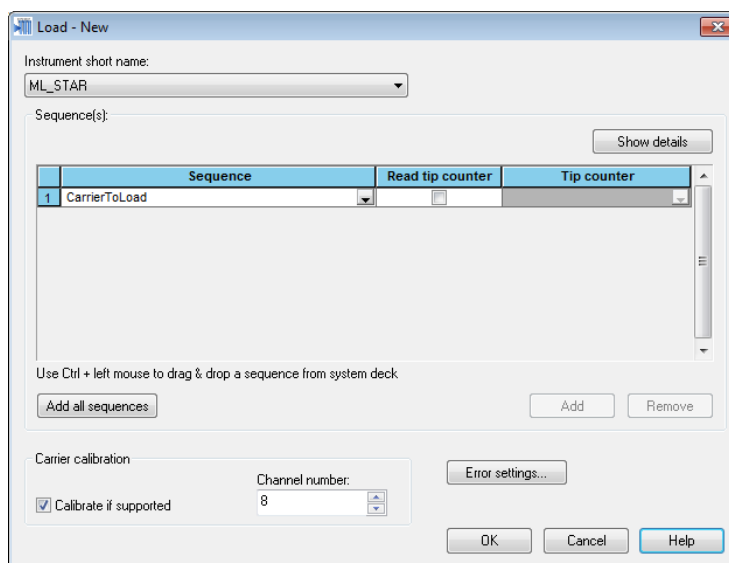 Load - New
Instrument short name:
ML_STAR
Sequence(s):
Show details
Sequence Read tip counter Tip counter
1 CarrierToLoad
Use Ctrl + left mouse to drag & drop a sequence from system deck
Add all sequences Add Remove
Carrier calibration
Channel number:
Error settings...
Calibrate if supported 8
OK Cancel Help